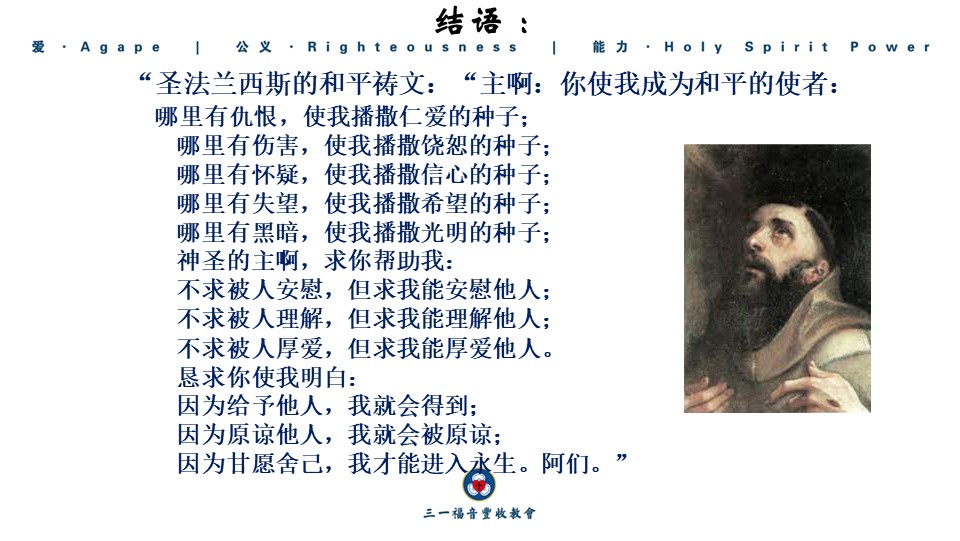 结语：
爱·Agape | 公义·Righteousness | 能力·Holy Spirit Power
“圣法兰西斯的和平祷文：“主啊：你使我成为和平的使者：
哪里有仇恨，使我播撒仁爱的种子；
哪里有伤害，使我播撒饶恕的种子；
哪里有怀疑，使我播撒信心的种子；
哪里有失望，使我播撒希望的种子；
哪里有黑暗，使我播撒光明的种子；
神圣的主啊，求你帮助我：
不求被人安慰，但求我能安慰他人；
不求被人理解，但求我能理解他人；
不求被人厚爱，但求我能厚爱他人。
恳求你使我明白：
因为给予他人，我就会得到；
因为原谅他人，我就会被原谅；
因为甘愿舍己，我才能进入永生。阿们。”
三一福音豐收教會